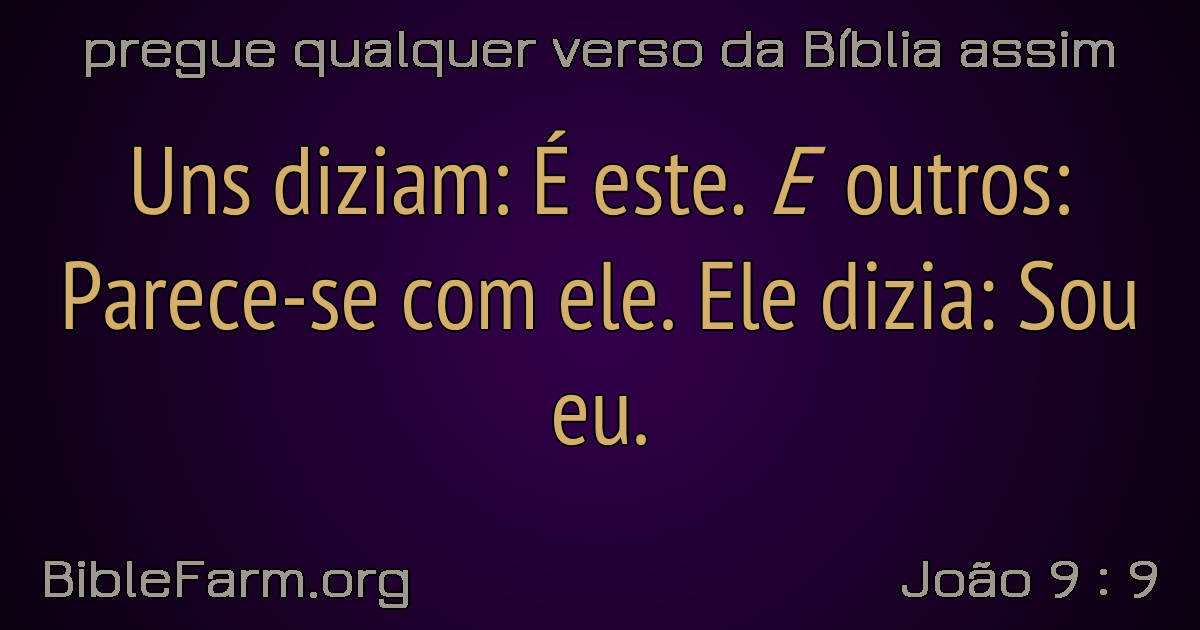 pregue qualquer verso da Bíblia assim
Uns diziam: É este. E outros:
Parece-se com ele. Ele dizia: Sou
eu.
BibleFarm.org
João 9 : 9